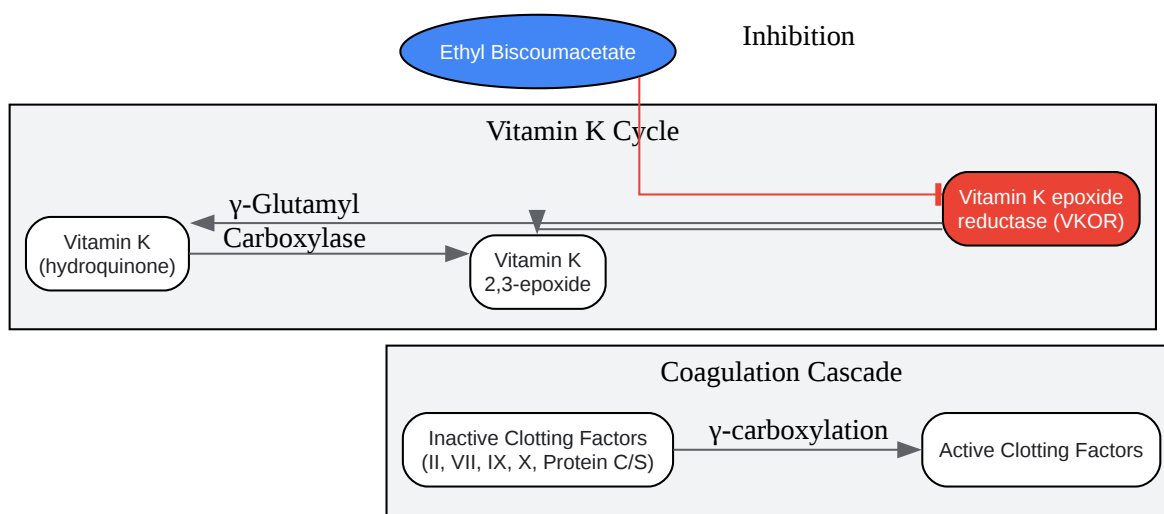 Ethyl Biscoumacetate
Inhibition
Vitamin K Cycle
γ-Glutamyl
Carboxylase
Vitamin K
(hydroquinone)
Vitamin K
2,3-epoxide
Vitamin K epoxide
reductase (VKOR)
Coagulation Cascade
Inactive Clotting Factors
(II, VII, IX, X, Protein C/S)
γ-carboxylation
Active Clotting Factors